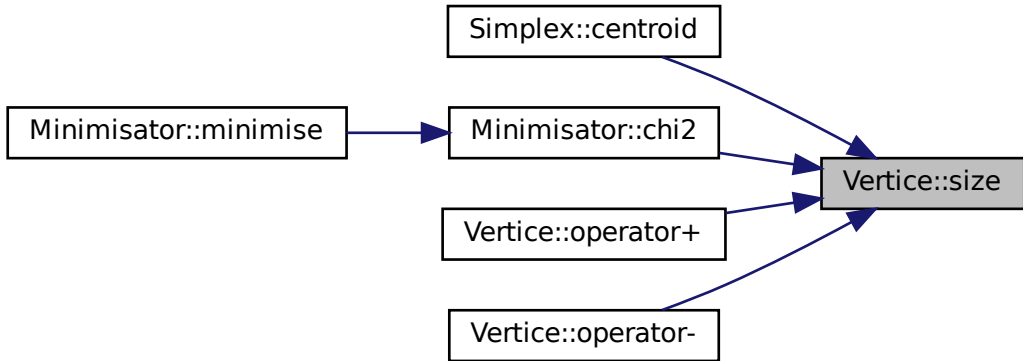 Simplex::centroid
Minimisator::minimise
Minimisator::chi2
Vertice::size
Vertice::operator+
Vertice::operator-